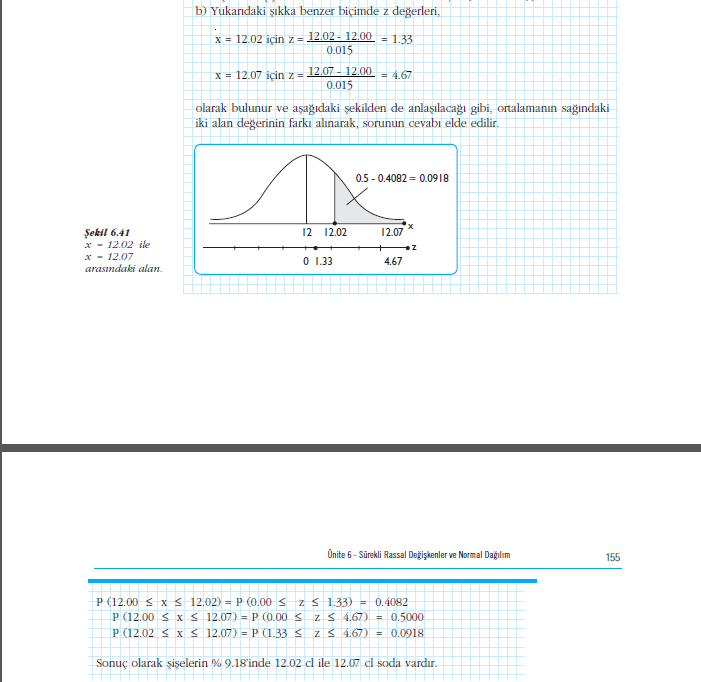 b) Yukarıdaki şıkka benzer biçimde z değerleri,
x = 12.02 için z = 12.02 - 12.00 / 0.015 = 1.33
x = 12.07 için z = 12.07 - 12.00 / 0.015 = 4.67
olarak bulunur ve aşağıdaki şekilden de anlaşılacağı gibi, ortalamanın sağındaki
iki alan değerinin farkı alınarak, sorunun cevabı elde edilir.
0.5 - 0.4082 = 0.0918
12 12.02 12.07 x
z
0 1.33 4.67
Şekil 6.41
x = 12.02 ile
x = 12.07
arasındaki alan.
Ünite 6 - Sürekli Rassal Değişkenler ve Normal Dağılım 155
P (12.00 ≤ x ≤ 12.02) = P (0.00 ≤ z ≤ 1.33) = 0.4082
P (12.00 ≤ x ≤ 12.07) = P (0.00 ≤ z ≤ 4.67) = 0.5000
P (12.02 ≤ x ≤ 12.07) = P (1.33 ≤ z ≤ 4.67) = 0.0918
Sonuç olarak şişelerin % 9.18'inde 12.02 cl ile 12.07 cl soda vardır.